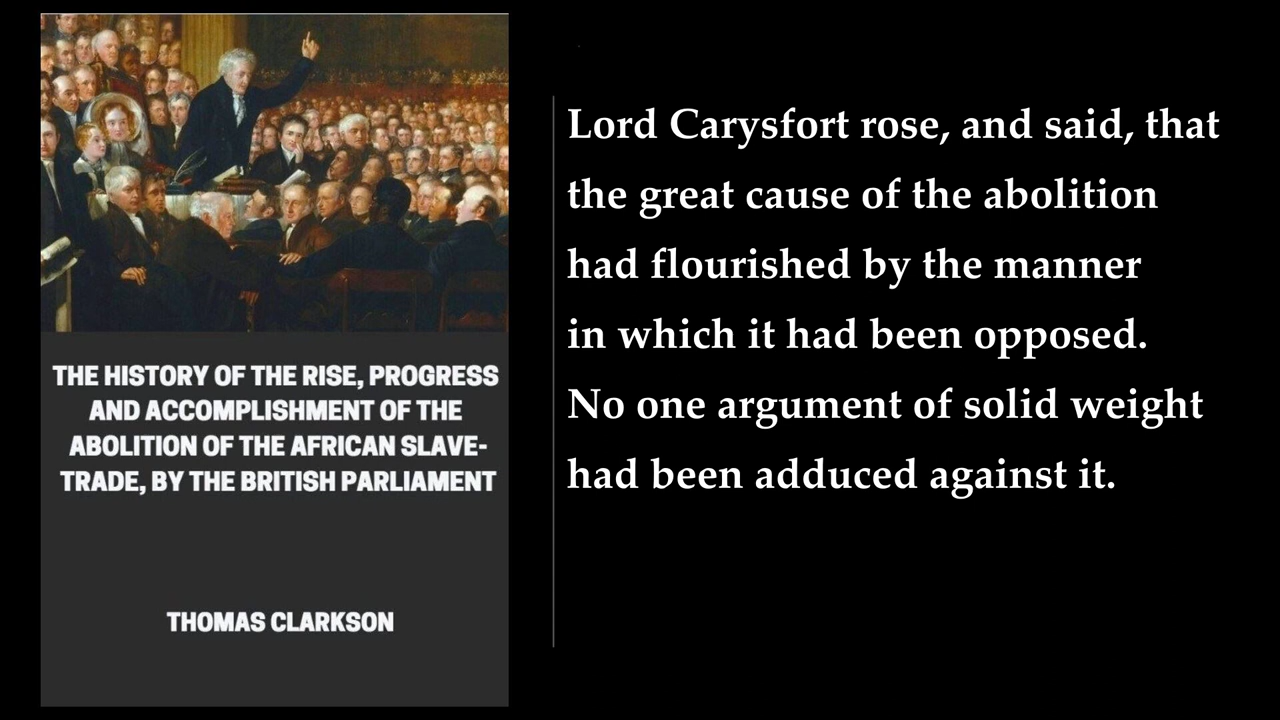 THE HISTORY OF THE RISE, PROGRESS
AND ACCOMPLISHMENT OF THE
ABOLITION OF THE AFRICAN SLAVE-
TRADE, BY THE BRITISH PARLIAMENT
THOMAS CLARKSON
Lord Carysfort rose, and said, that
the great cause of the abolition
had flourished by the manner
in which it had been opposed.
No one argument of solid weight
had been adduced against it.